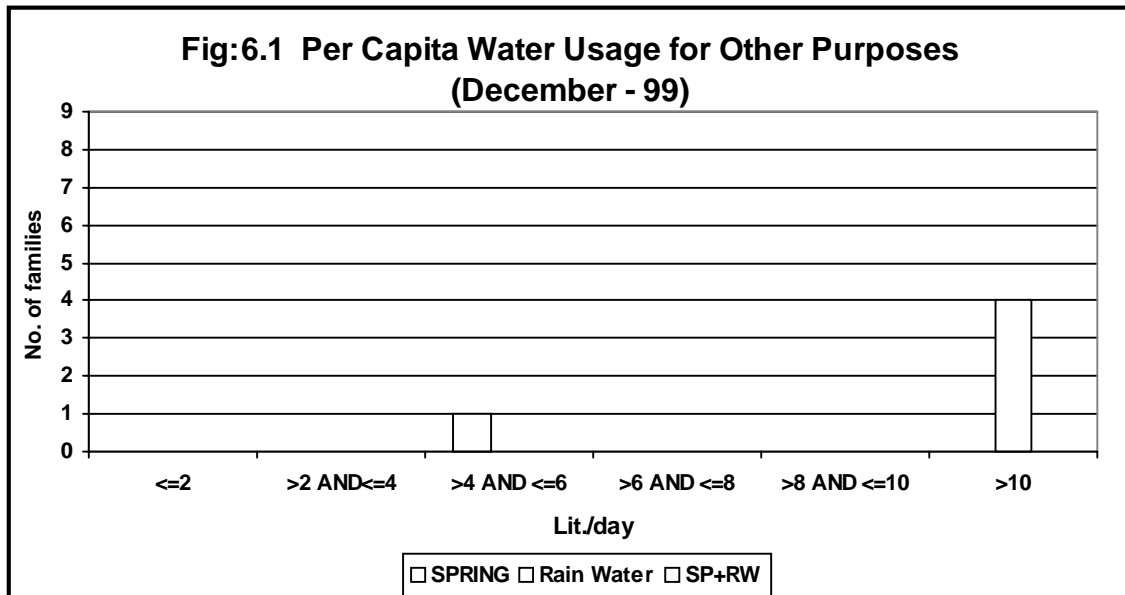 Fig:6.1 Per Capita Water Usage for Other Purposes
(December - 99)
9
8
7
6
5
4
3
2
1
0
No. of families
<=2 >2 AND<=4 >4 AND <=6 >6 AND <=8 >8 AND <=10 >10
Lit./day
SPRING Rain Water SP+RW